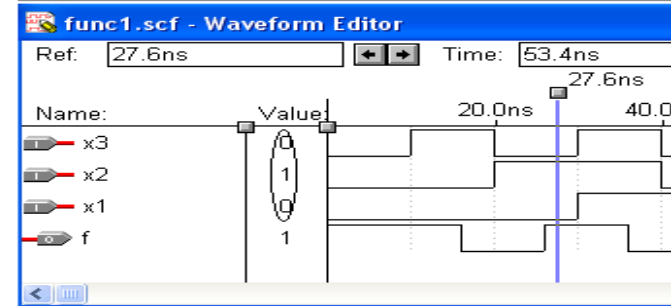 func1.scf - Waveform Editor
Ref: 27.6ns Time: 53.4ns
27.6ns
Name: Value: 20.0ns 40.0
x3 0
x2 1
x1 0
f 1